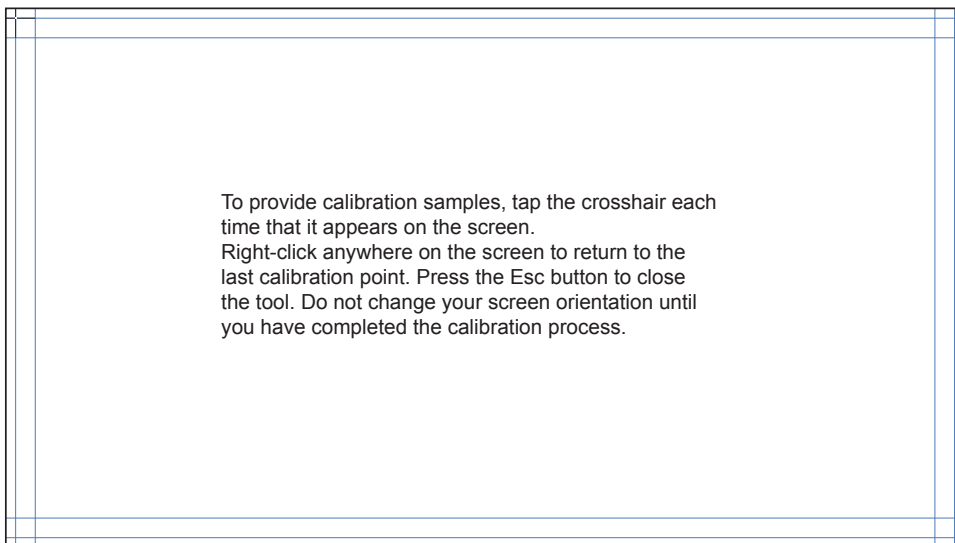 To provide calibration samples, tap the crosshair each
time that it appears on the screen.
Right-click anywhere on the screen to return to the
last calibration point. Press the Esc button to close
the tool. Do not change your screen orientation until
you have completed the calibration process.